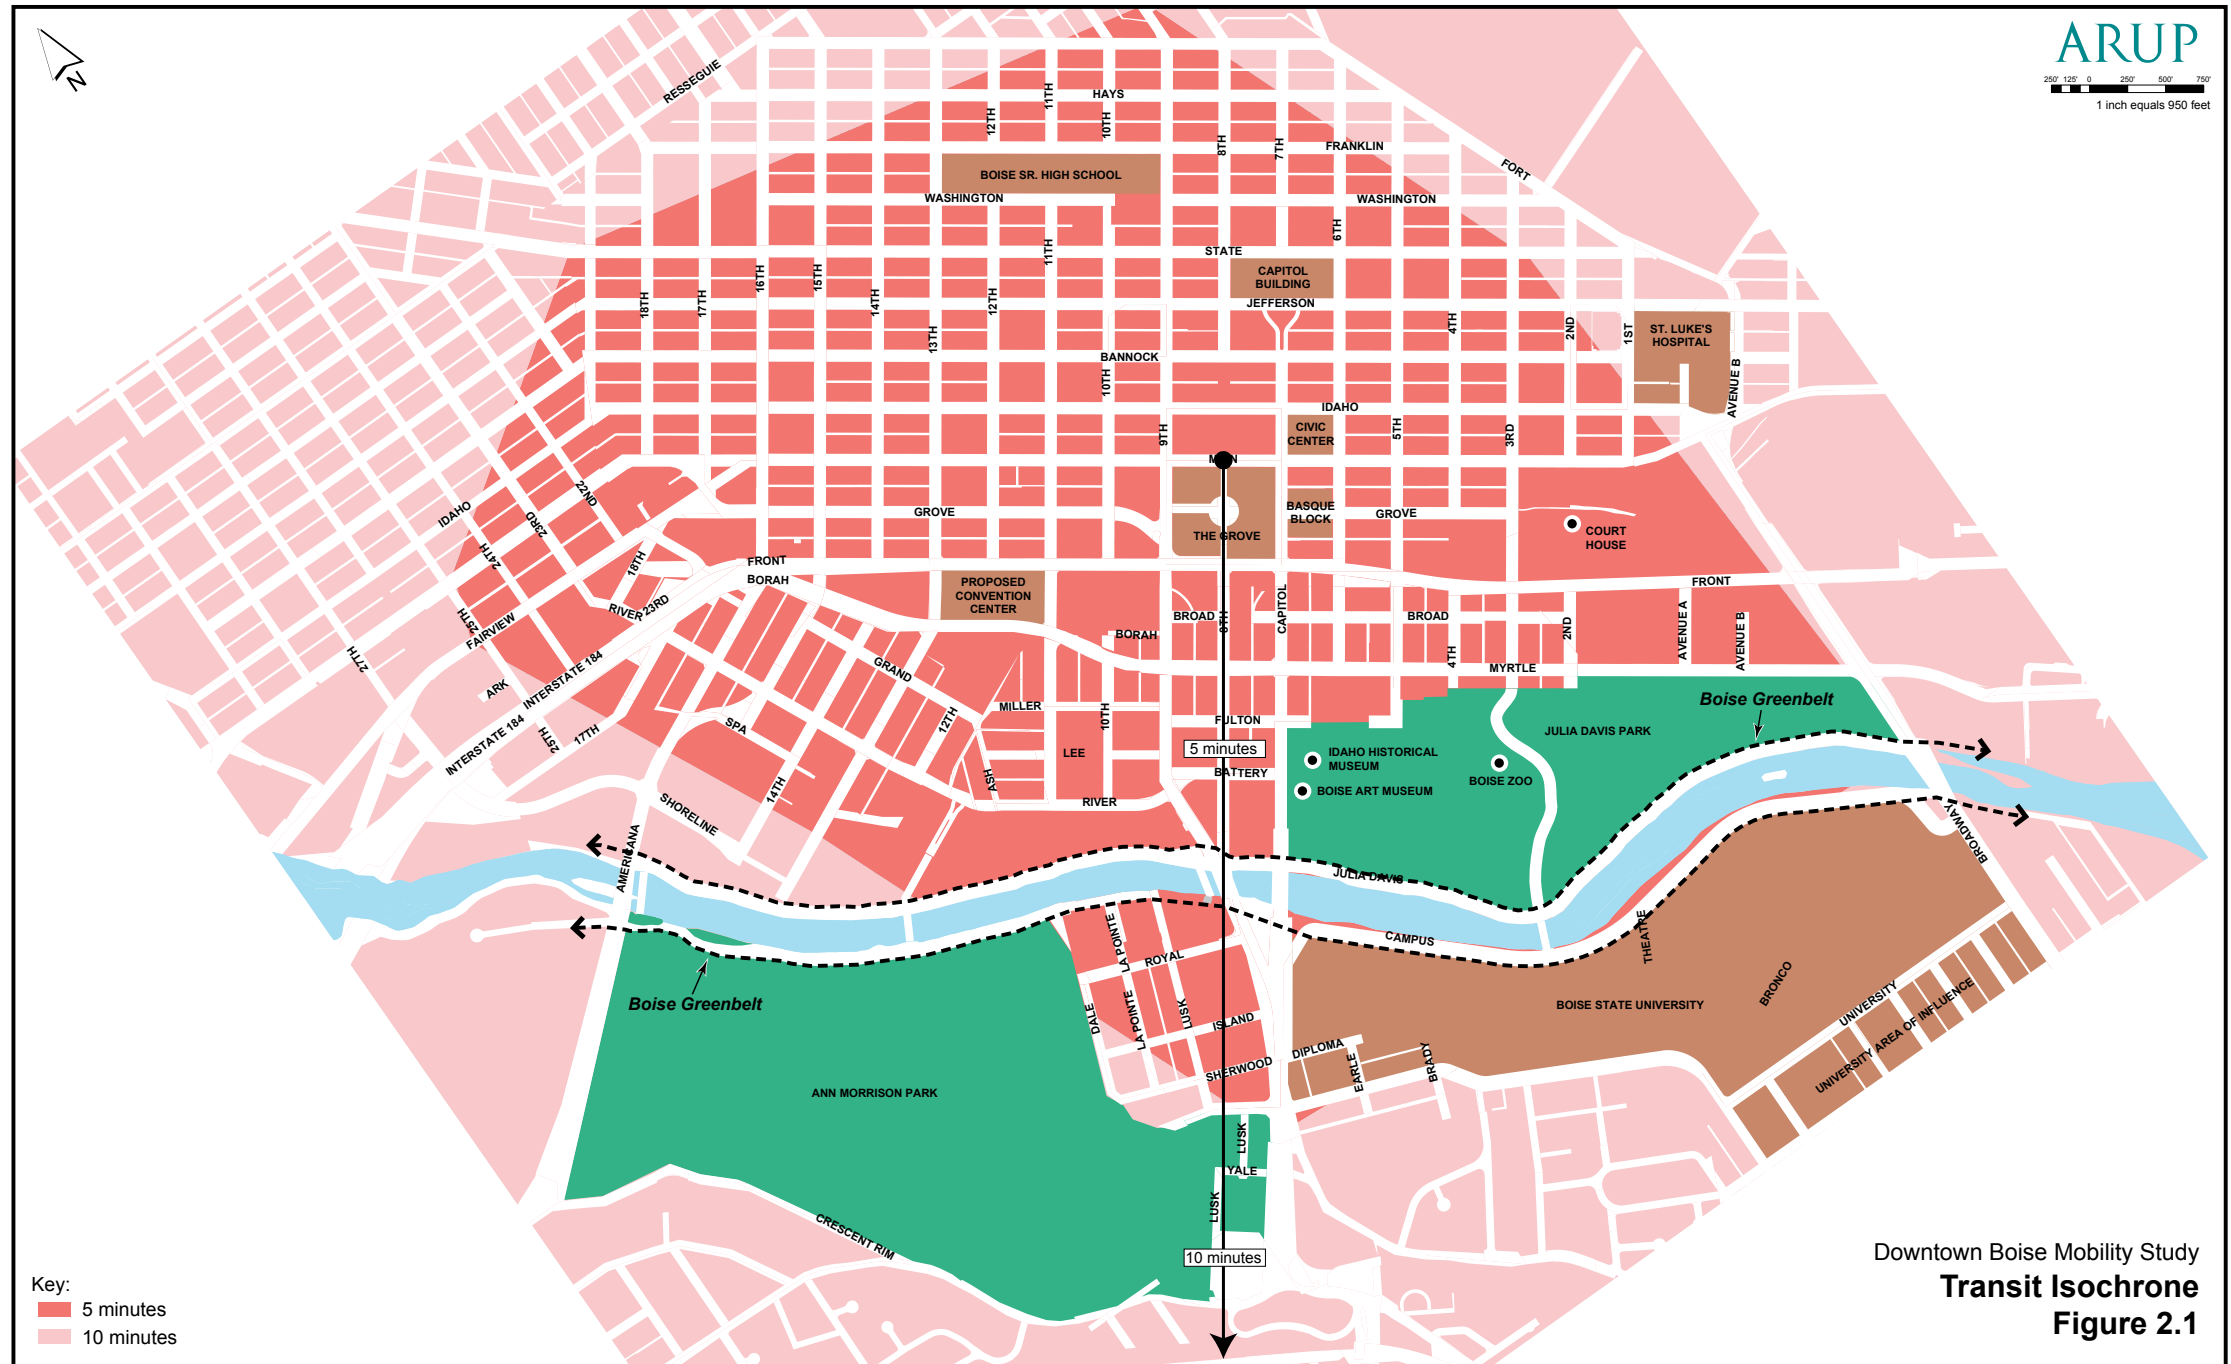 ARUP
250' 125' 0 250' 500' 750'
1 inch equals 950 feet
N
RESSEGUIE
HAYS
11TH
12TH
10TH
8TH
7TH
FRANKLIN
FORT
BOISE SR. HIGH SCHOOL
WASHINGTON
WASHINGTON
6TH
11TH
STATE
16TH
15TH
CAPITOL
BUILDING
JEFFERSON
18TH
17TH
14TH
12TH
13TH
4TH
2ND
1ST
ST. LUKE'S
HOSPITAL
BANNOCK
10TH
AVENUE B
IDAHO
9TH
CIVIC
CENTER
5TH
3RD
MAIN
22ND
IDAHO
23RD
24TH
GROVE
BASQUE
BLOCK
GROVE
THE GROVE
COURT
HOUSE
18TH
FRONT
BORAH
FRONT
PROPOSED
CONVENTION
CENTER
RIVER
23RD
25TH
FAIRVIEW
27TH
BROAD
8TH
CAPITOL
BROAD
2ND
AVENUE A
AVENUE B
BORAH
4TH
MYRTLE
GRAND
ARK
INTERSTATE 184
INTERSTATE 184
25TH
17TH
SPA
12TH
MILLER
10TH
FULTON
Boise Greenbelt
JULIA DAVIS PARK
LEE
5 minutes
IDAHO HISTORICAL
MUSEUM
BATTERY
BOISE ZOO
ASH
14TH
BOISE ART MUSEUM
RIVER
SHORELINE
AMERICANA
BROADWAY
JULIA DAVIS
CAMPUS
THEATRE
LA POINTE
ROYAL
BRONCO
Boise Greenbelt
BOISE STATE UNIVERSITY
UNIVERSITY
UNIVERSITY AREA OF INFLUENCE
DALE
LA POINTE
LUSK
ISLAND
DIPLOMA
EARLE
BRADY
SHERWOOD
ANN MORRISON PARK
LUSK
YALE
LUSK
CRESCENT RIM
10 minutes
Key:
5 minutes
10 minutes
Downtown Boise Mobility Study
Transit Isochrone
Figure 2.1